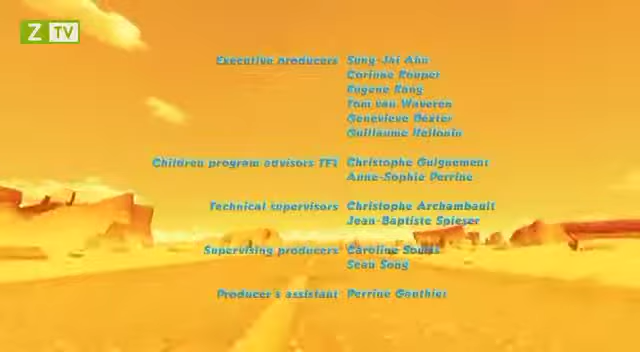 Z TV
Executive producers Sung-Jai Ahn
Corinne Kouper
Eugene Kang
Tom van Waveren
Genevieve Dexter
Guillaume Hellouin
Children program advisors TF1 Christophe Guignement
Anne-Sophie Perrine
Technical supervisors Christophe Archambault
Jean-Baptiste Spieser
Supervising producers Caroline Souris
Sean Song
Producer's assistant Perrine Gauthier